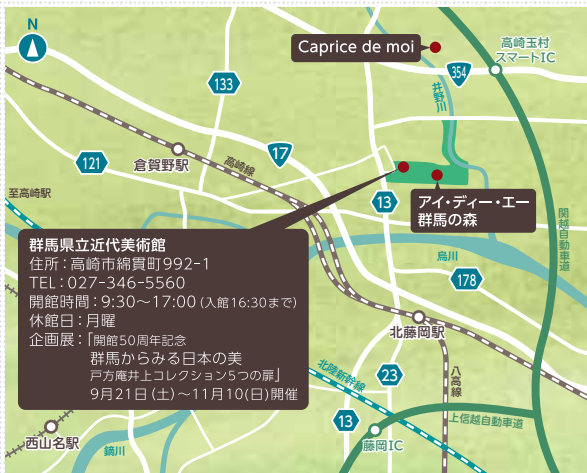 N
Caprice de moi
高崎玉村
スマートIC
354
井野川
133
17
121
倉賀野駅
高崎線
至高崎駅
13
アイ・ディー・エー
群馬の森
関越自動車道
烏川
178
群馬県立近代美術館
住所：高崎市綿貫町992-1
TEL：027-346-5560
開館時間：9:30〜17:00（入館16:30まで）
休館日：月曜
企画展：「開館50周年記念
群馬からみる日本の美
戸方庵井上コレクション5つの扉」
9月21日（土）〜11月10（日）開催
北藤岡駅
北陸新幹線
23
八高線
13
上信越自動車道
藤岡IC
西山名駅
鏑川